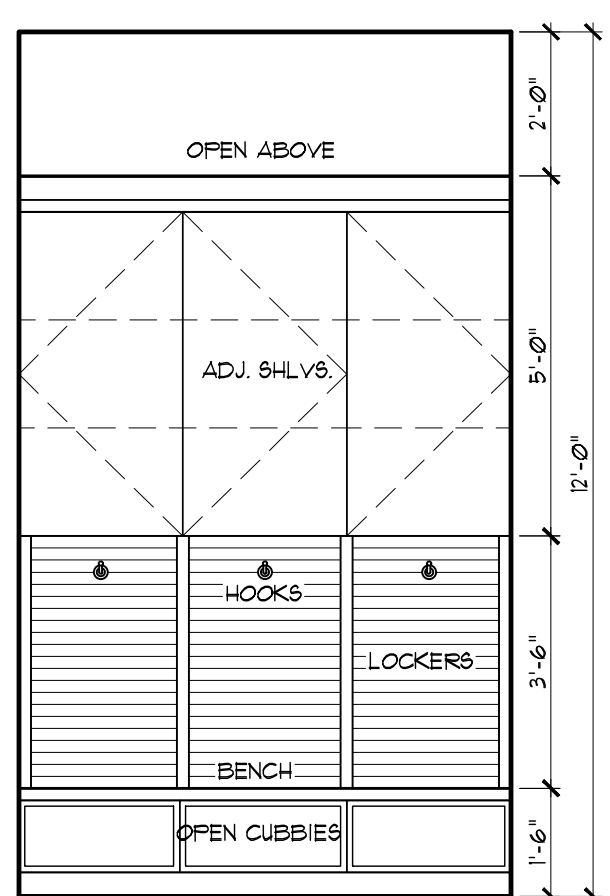 2'-0"
OPEN ABOVE
5'-0"
ADJ. SHLVS.
12'-0"
HOOKS
LOCKERS
3'-6"
BENCH
OPEN CUBBIES
1'-6"